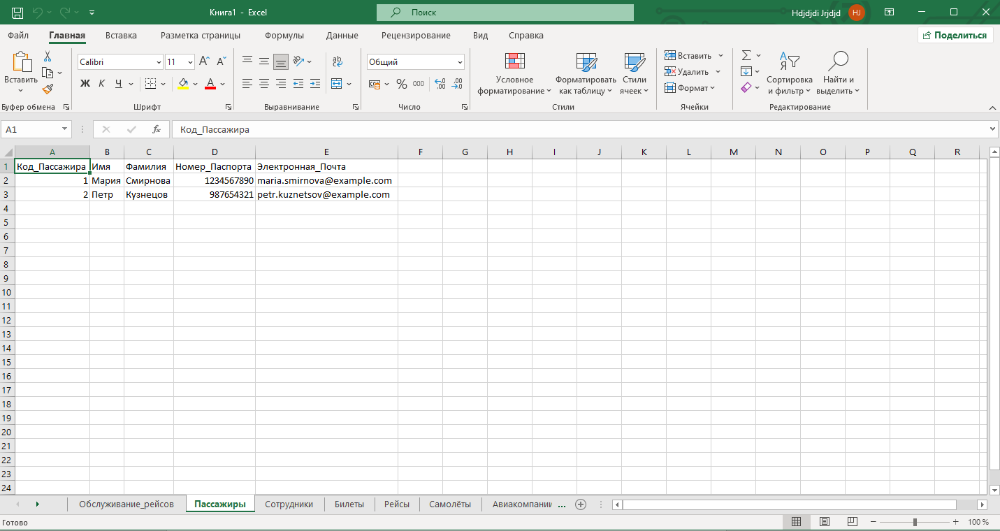 Книга1 - Excel
Поиск
Hdjdjdi Jrjdjd
HJ
Файл Главная Вставка Разметка страницы Формулы Данные Рецензирование Вид Справка
Поделиться
Вставить
Буфер обмена
Calibri 11
Ж К Ч
Шрифт
Выравнивание
Общий
% 000
Число
Условное форматирование
Форматировать как таблицу
Стили ячеек
Стили
Вставить
Удалить
Формат
Ячейки
Сортировка и фильтр
Найти и выделить
Редактирование
A1
fx
Код_Пассажира
A B C D E F G H I J K L M N O P Q R
1 Код_Пассажира Имя Фамилия Номер_Паспорта Электронная_Почта
2 1 Мария Смирнова 1234567890 maria.smirnova@example.com
3 2 Петр Кузнецов 987654321 petr.kuznetsov@example.com
4
5
6
7
8
9
10
11
12
13
14
15
16
17
18
19
20
21
22
23
24
Обслуживание_рейсов Пассажиры Сотрудники Билеты Рейсы Самолёты Авиакомпании ...
Готово
100 %